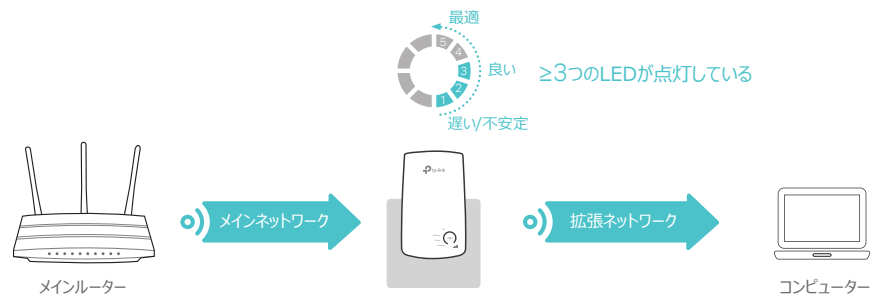 最適
5
4
3
2
1
良い
≥3つのLEDが点灯している
遅い/不安定
tp-link
メインネットワーク
拡張ネットワーク
メインルーター
コンピューター